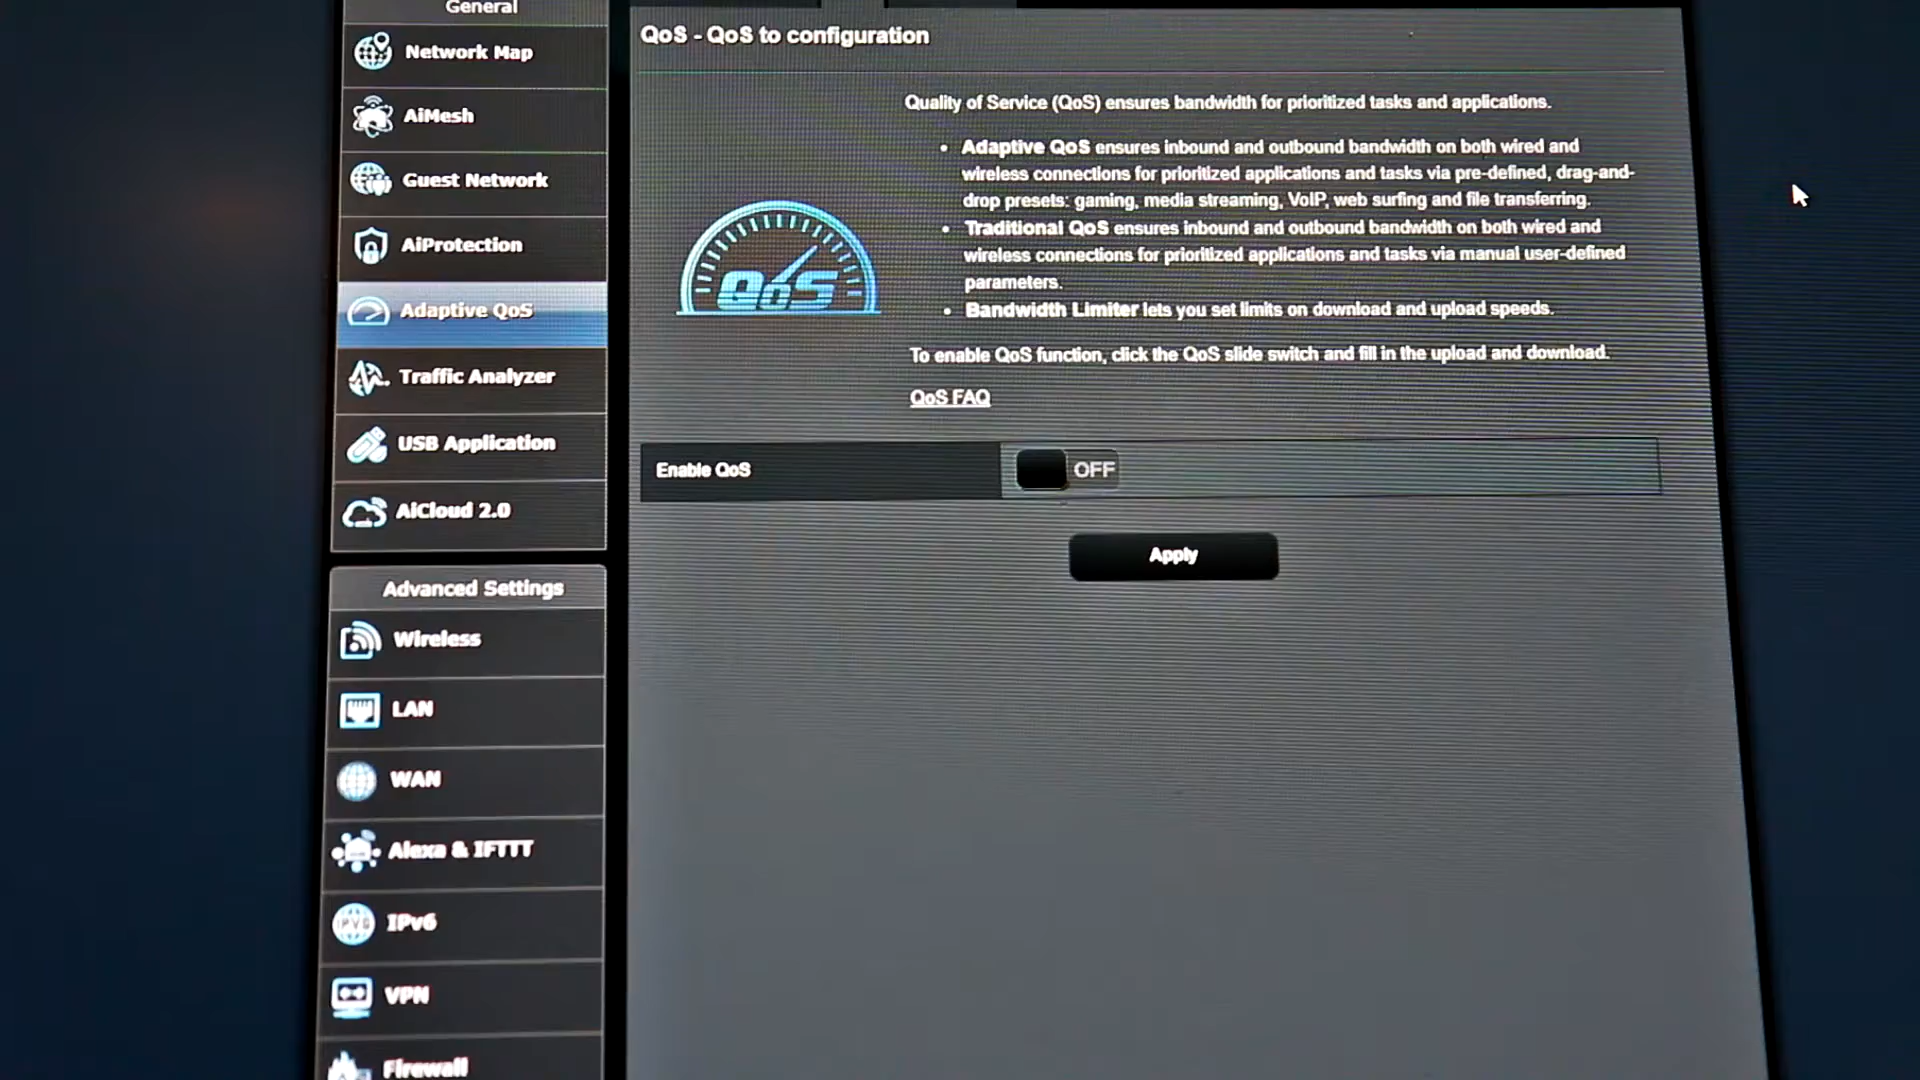 General
Network Map
AiMesh
Guest Network
AiProtection
Adaptive QoS
Traffic Analyzer
USB Application
AiCloud 2.0
Advanced Settings
Wireless
LAN
WAN
Alexa & IFTTT
IPv6
VPN
Firewall
QoS - QoS to configuration
QoS
Quality of Service (QoS) ensures bandwidth for prioritized tasks and applications.
• Adaptive QoS ensures inbound and outbound bandwidth on both wired and
wireless connections for prioritized applications and tasks via pre-defined, drag-and-
drop presets: gaming, media streaming, VoIP, web surfing and file transferring.
• Traditional QoS ensures inbound and outbound bandwidth on both wired and
wireless connections for prioritized applications and tasks via manual user-defined
parameters.
• Bandwidth Limiter lets you set limits on download and upload speeds.
To enable QoS function, click the QoS slide switch and fill in the upload and download.
QoS FAQ
Enable QoS
OFF
Apply